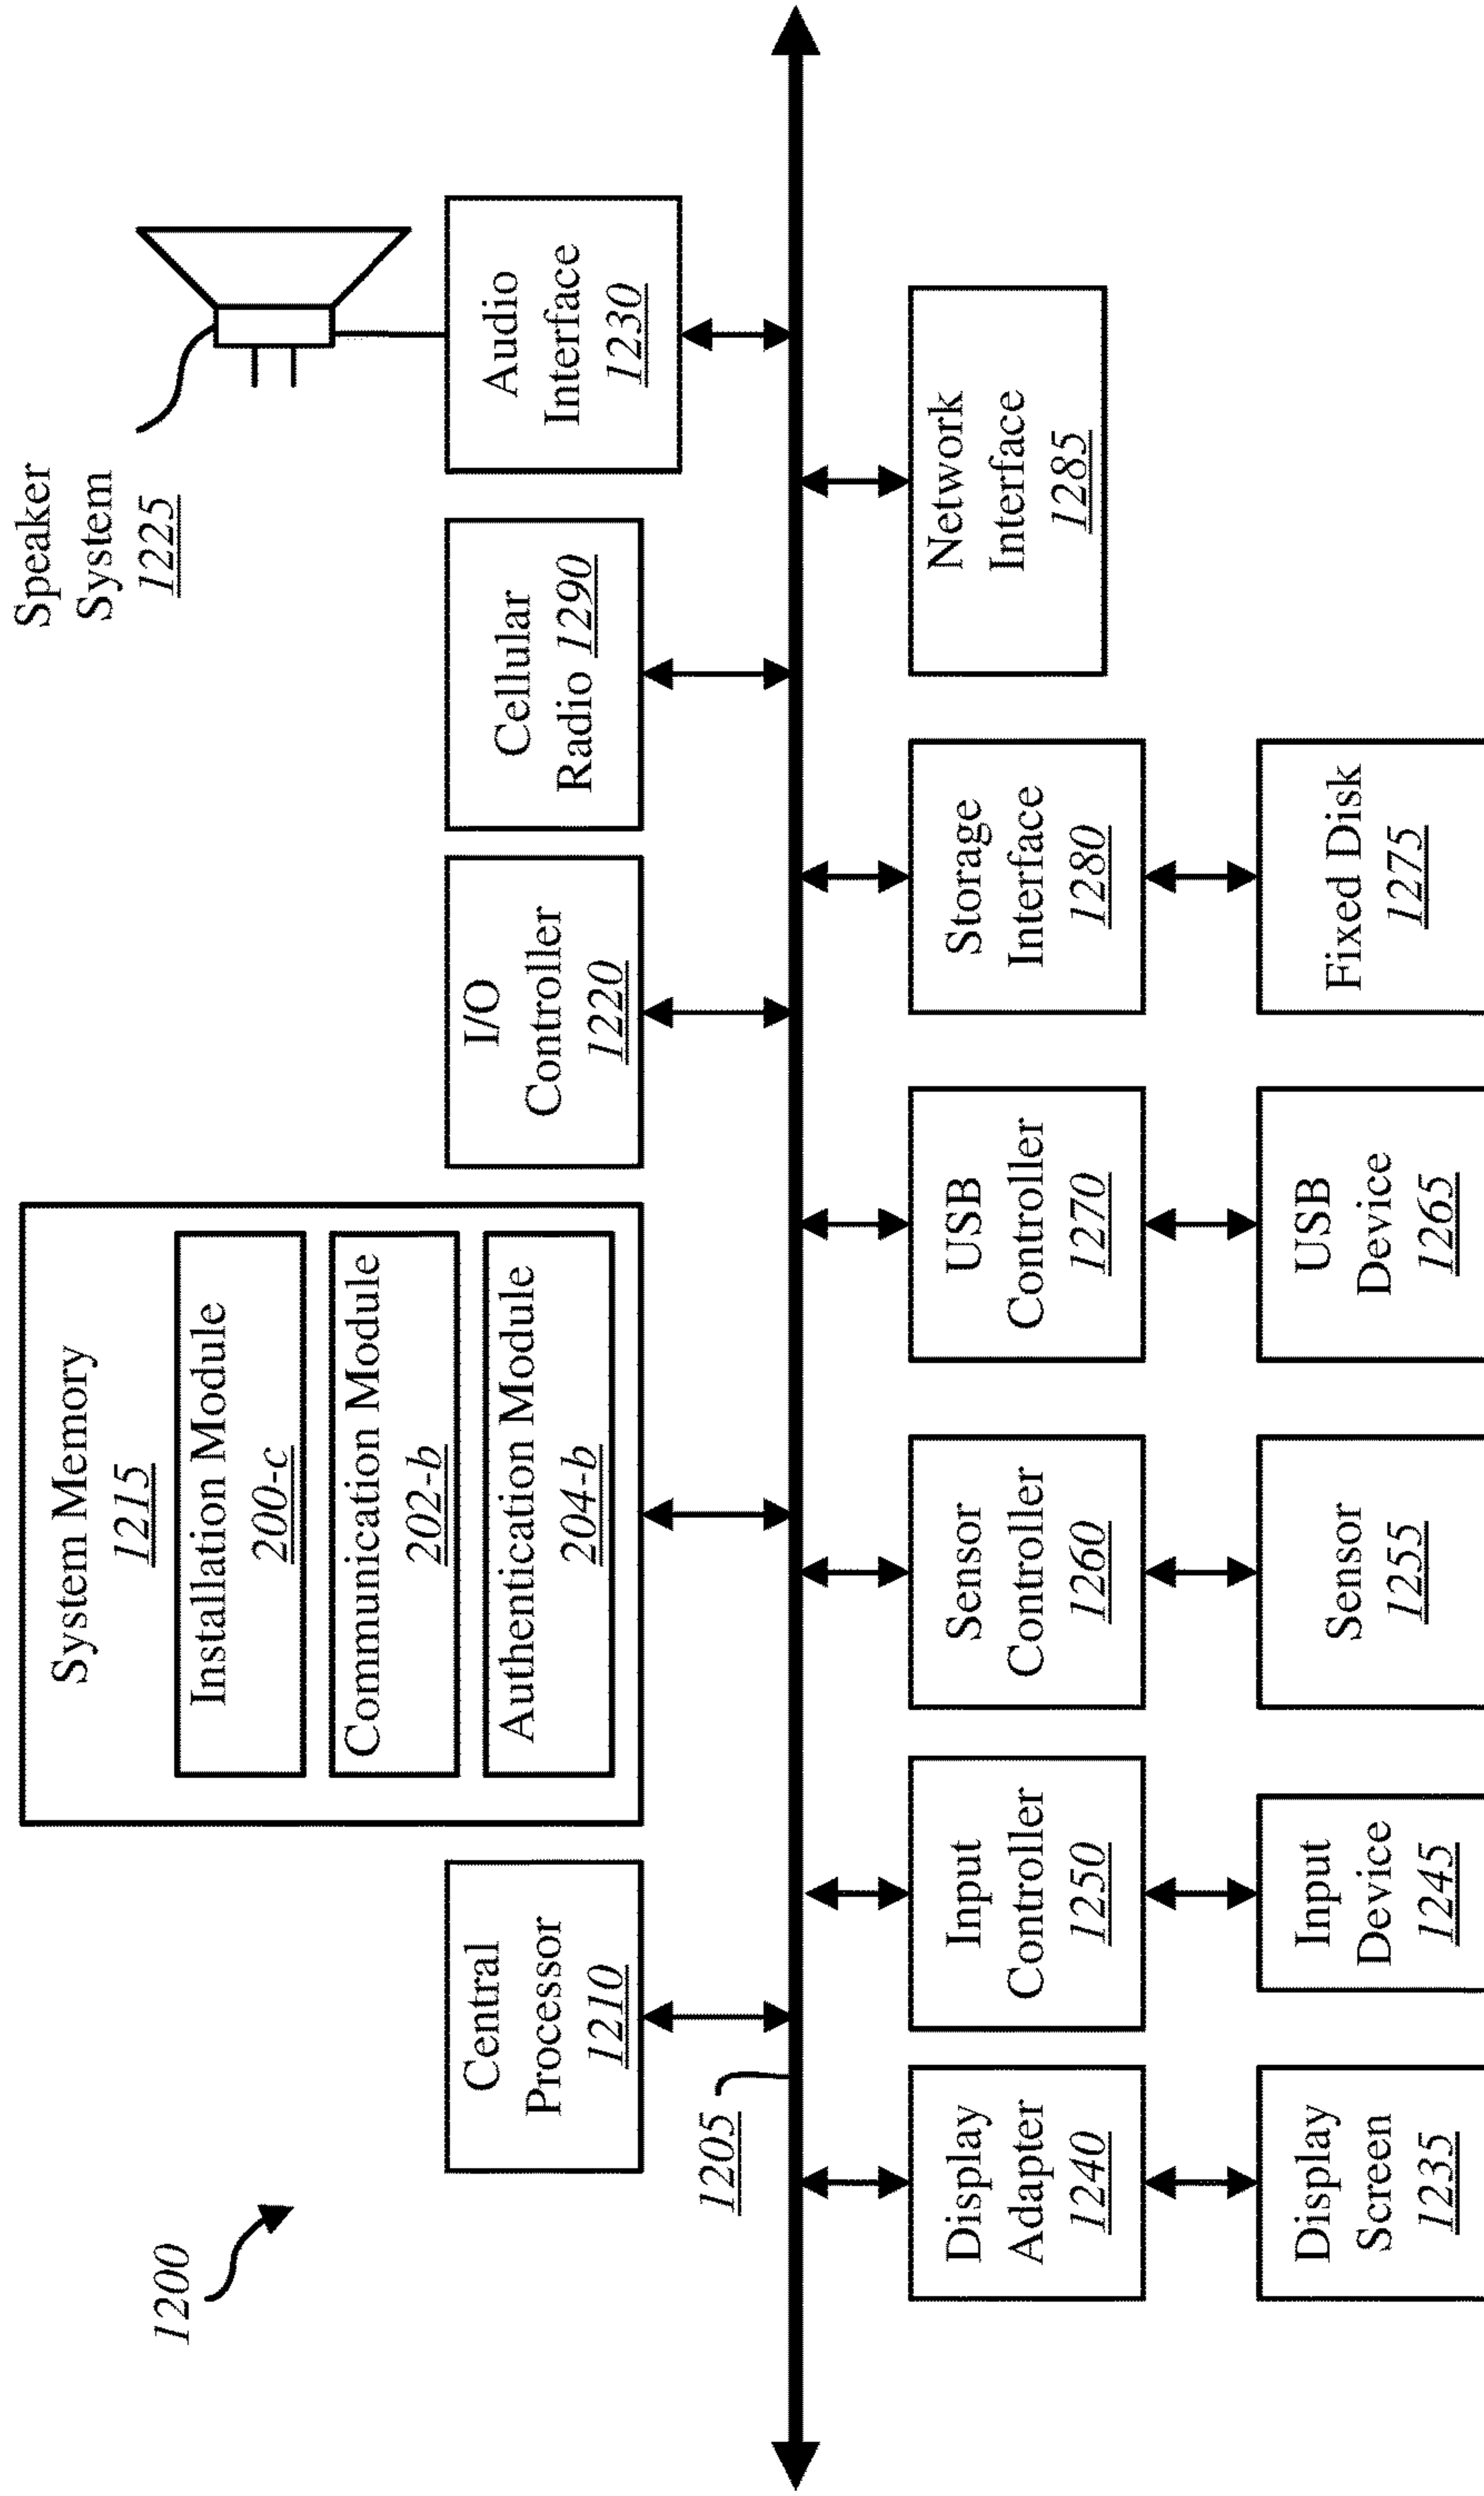 1200
Central
Processor
1210
System Memory
1215
Installation Module
200-c
Communication Module
202-b
Authentication Module
204-b
I/O
Controller
1220
Cellular
Radio 1290
Speaker
System
1225
Audio
Interface
1230
1205
Display
Adapter
1240
Input
Controller
1250
Sensor
Controller
1260
USB
Controller
1270
Storage
Interface
1280
Network
Interface
1285
Display
Screen
1235
Input
Device
1245
Sensor
1255
USB
Device
1265
Fixed Disk
1275